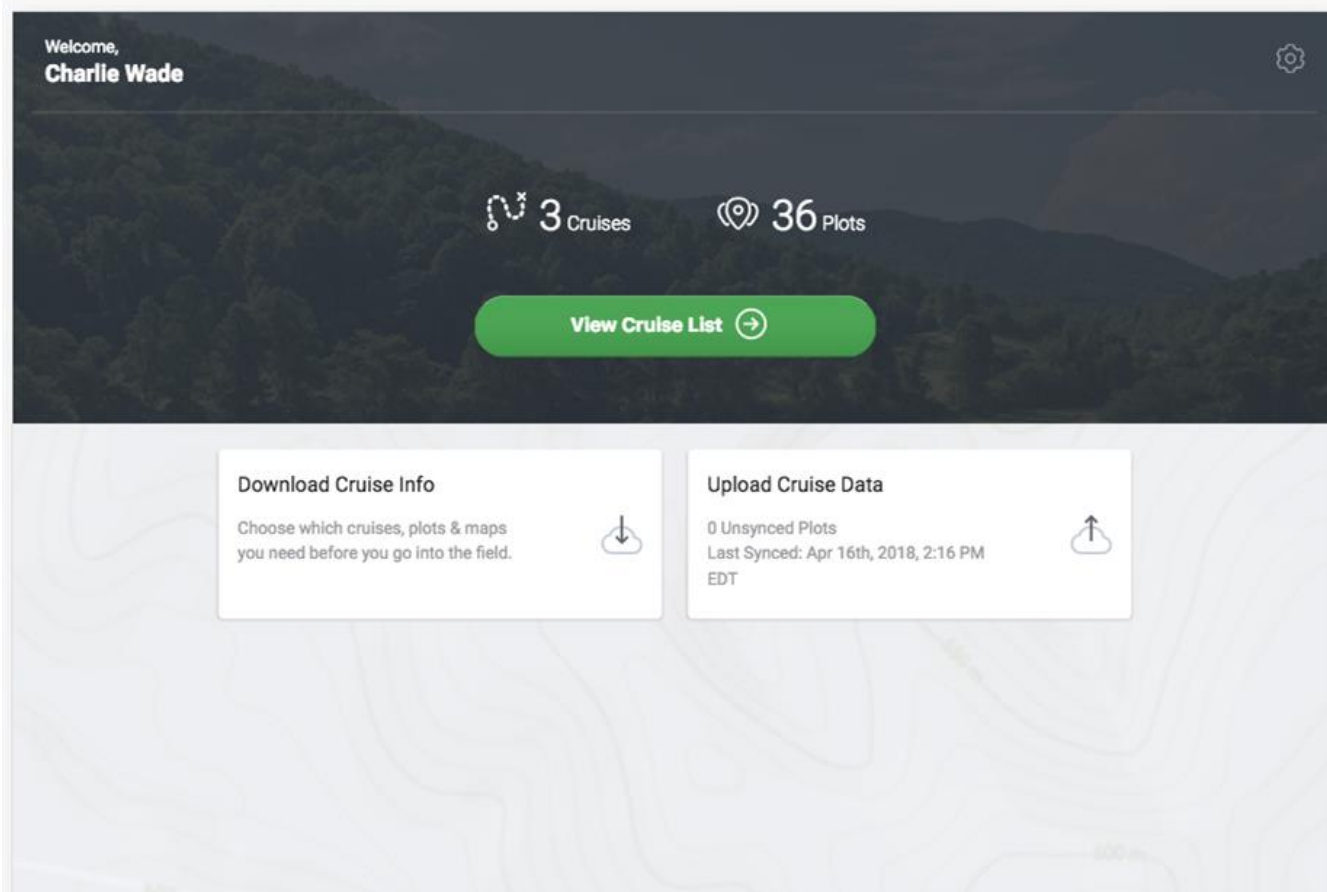 Welcome,
Charlie Wade
3 Cruises
36 Plots
View Cruise List
Download Cruise Info
Choose which cruises, plots & maps
you need before you go into the field.
Upload Cruise Data
0 Unsynced Plots
Last Synced: Apr 16th, 2018, 2:16 PM
EDT
600 m